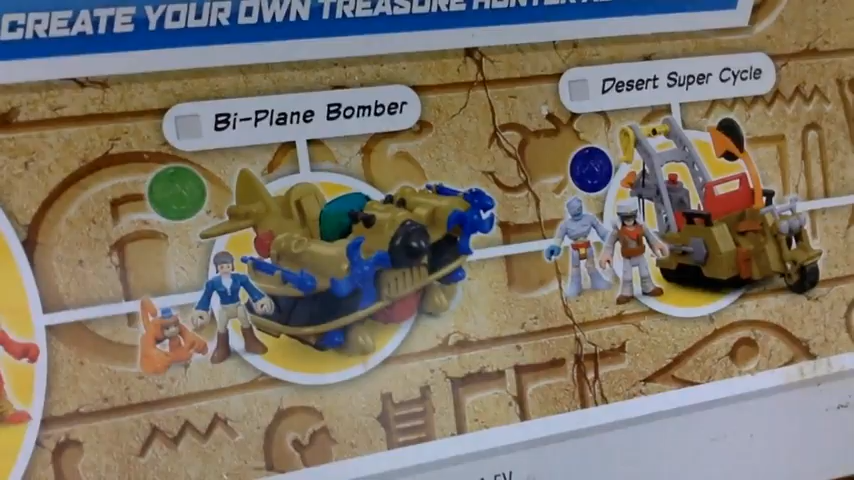 CREATE YOUR OWN TREASURE HUNTER
Bi-Plane Bomber
Desert Super Cycle